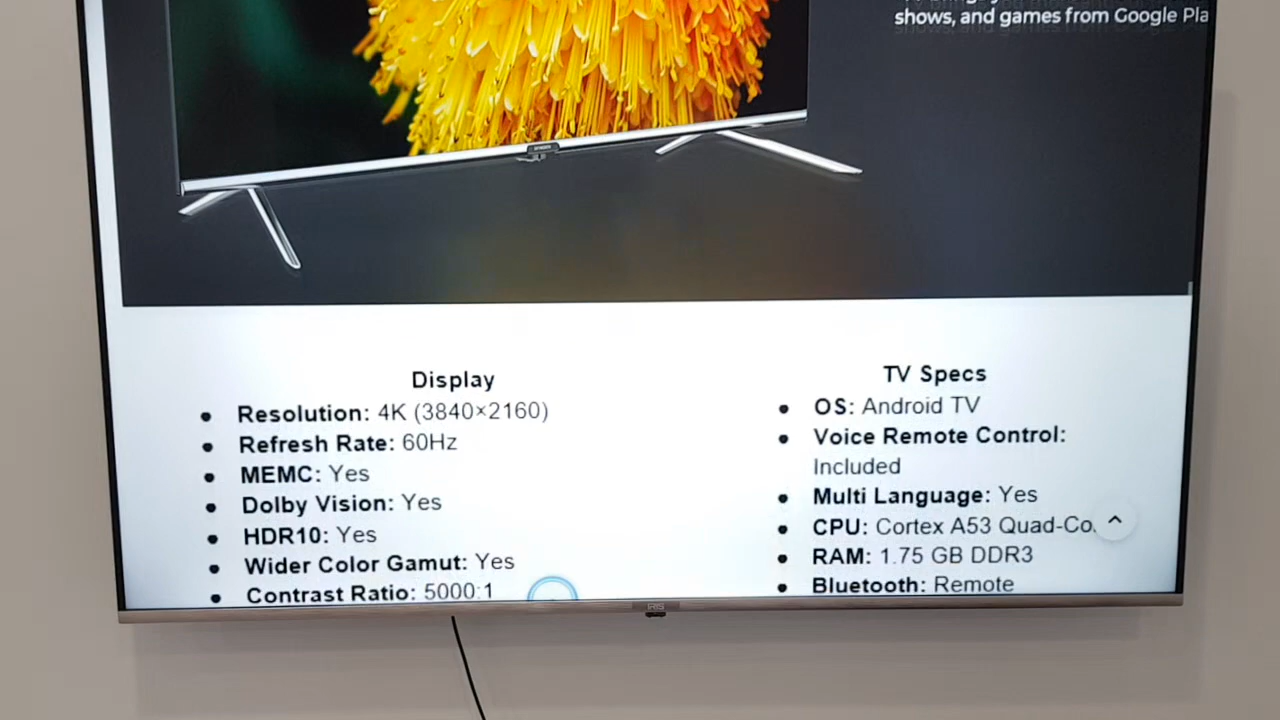 shows, and games from Google Pla
Display
Resolution: 4K (3840×2160)
Refresh Rate: 60Hz
MEMC: Yes
Dolby Vision: Yes
HDR10: Yes
Wider Color Gamut: Yes
Contrast Ratio: 5000:1
TV Specs
OS: Android TV
Voice Remote Control:
Included
Multi Language: Yes
CPU: Cortex A53 Quad-Co
RAM: 1.75 GB DDR3
Bluetooth: Remote
IRIS